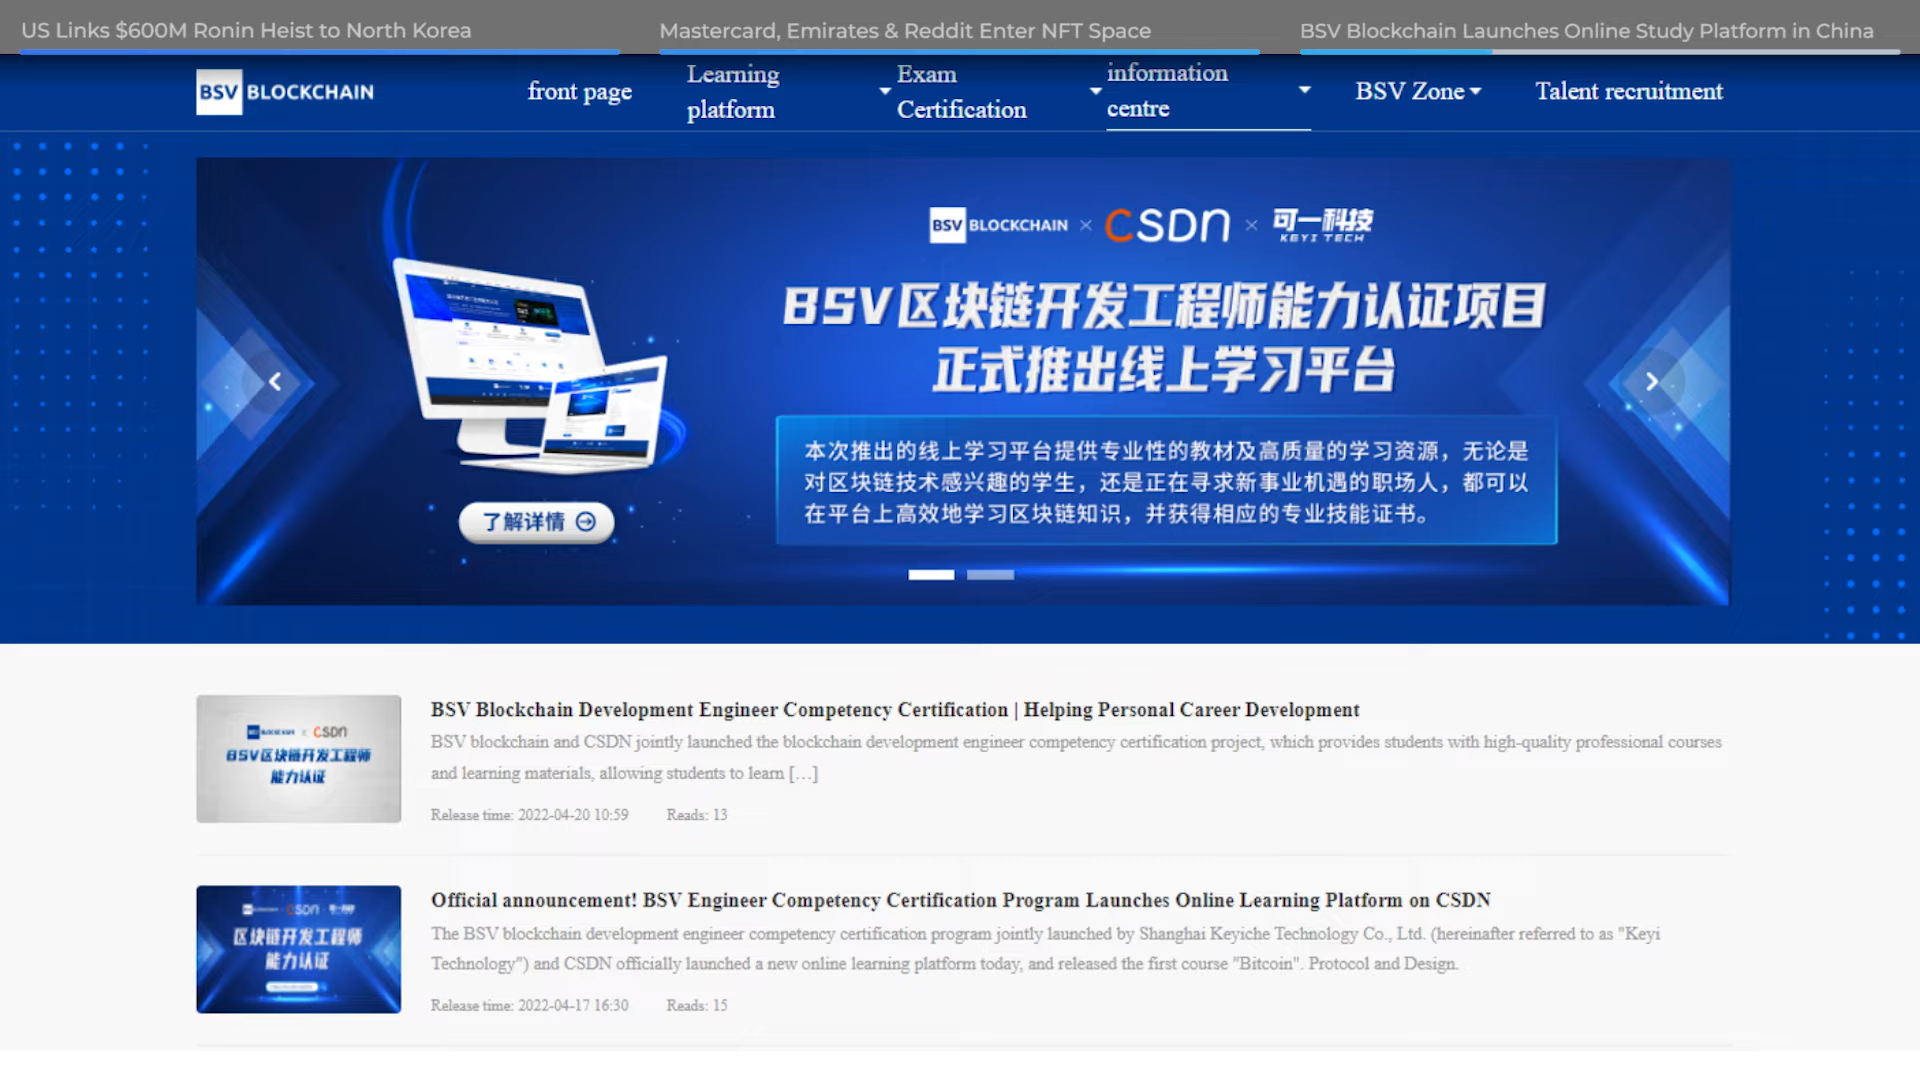 US Links $600M Ronin Heist to North Korea
Mastercard, Emirates & Reddit Enter NFT Space
BSV Blockchain Launches Online Study Platform in China
BSV BLOCKCHAIN
front page
Learning
platform
Exam
Certification
information
centre
BSV Zone
Talent recruitment
BSV BLOCKCHAIN × CSDN × 可一科技
KEYI TECH
BSV区块链开发工程师能力认证项目
正式推出线上学习平台
本次推出的线上学习平台提供专业性的教材及高质量的学习资源，无论是
对区块链技术感兴趣的学生，还是正在寻求新事业机遇的职场人，都可以
在平台上高效地学习区块链知识，并获得相应的专业技能证书。
了解详情
CSDN
BSV区块链开发工程师
能力认证
BSV Blockchain Development Engineer Competency Certification | Helping Personal Career Development
BSV blockchain and CSDN jointly launched the blockchain development engineer competency certification project, which provides students with high-quality professional courses
and learning materials, allowing students to learn […]
Release time: 2022-04-20 10:59 Reads: 13
CSDN
区块链开发工程师
能力认证
Official announcement! BSV Engineer Competency Certification Program Launches Online Learning Platform on CSDN
The BSV blockchain development engineer competency certification program jointly launched by Shanghai Keyiche Technology Co., Ltd. (hereinafter referred to as "Keyi
Technology") and CSDN officially launched a new online learning platform today, and released the first course "Bitcoin". Protocol and Design.
Release time: 2022-04-17 16:30 Reads: 15